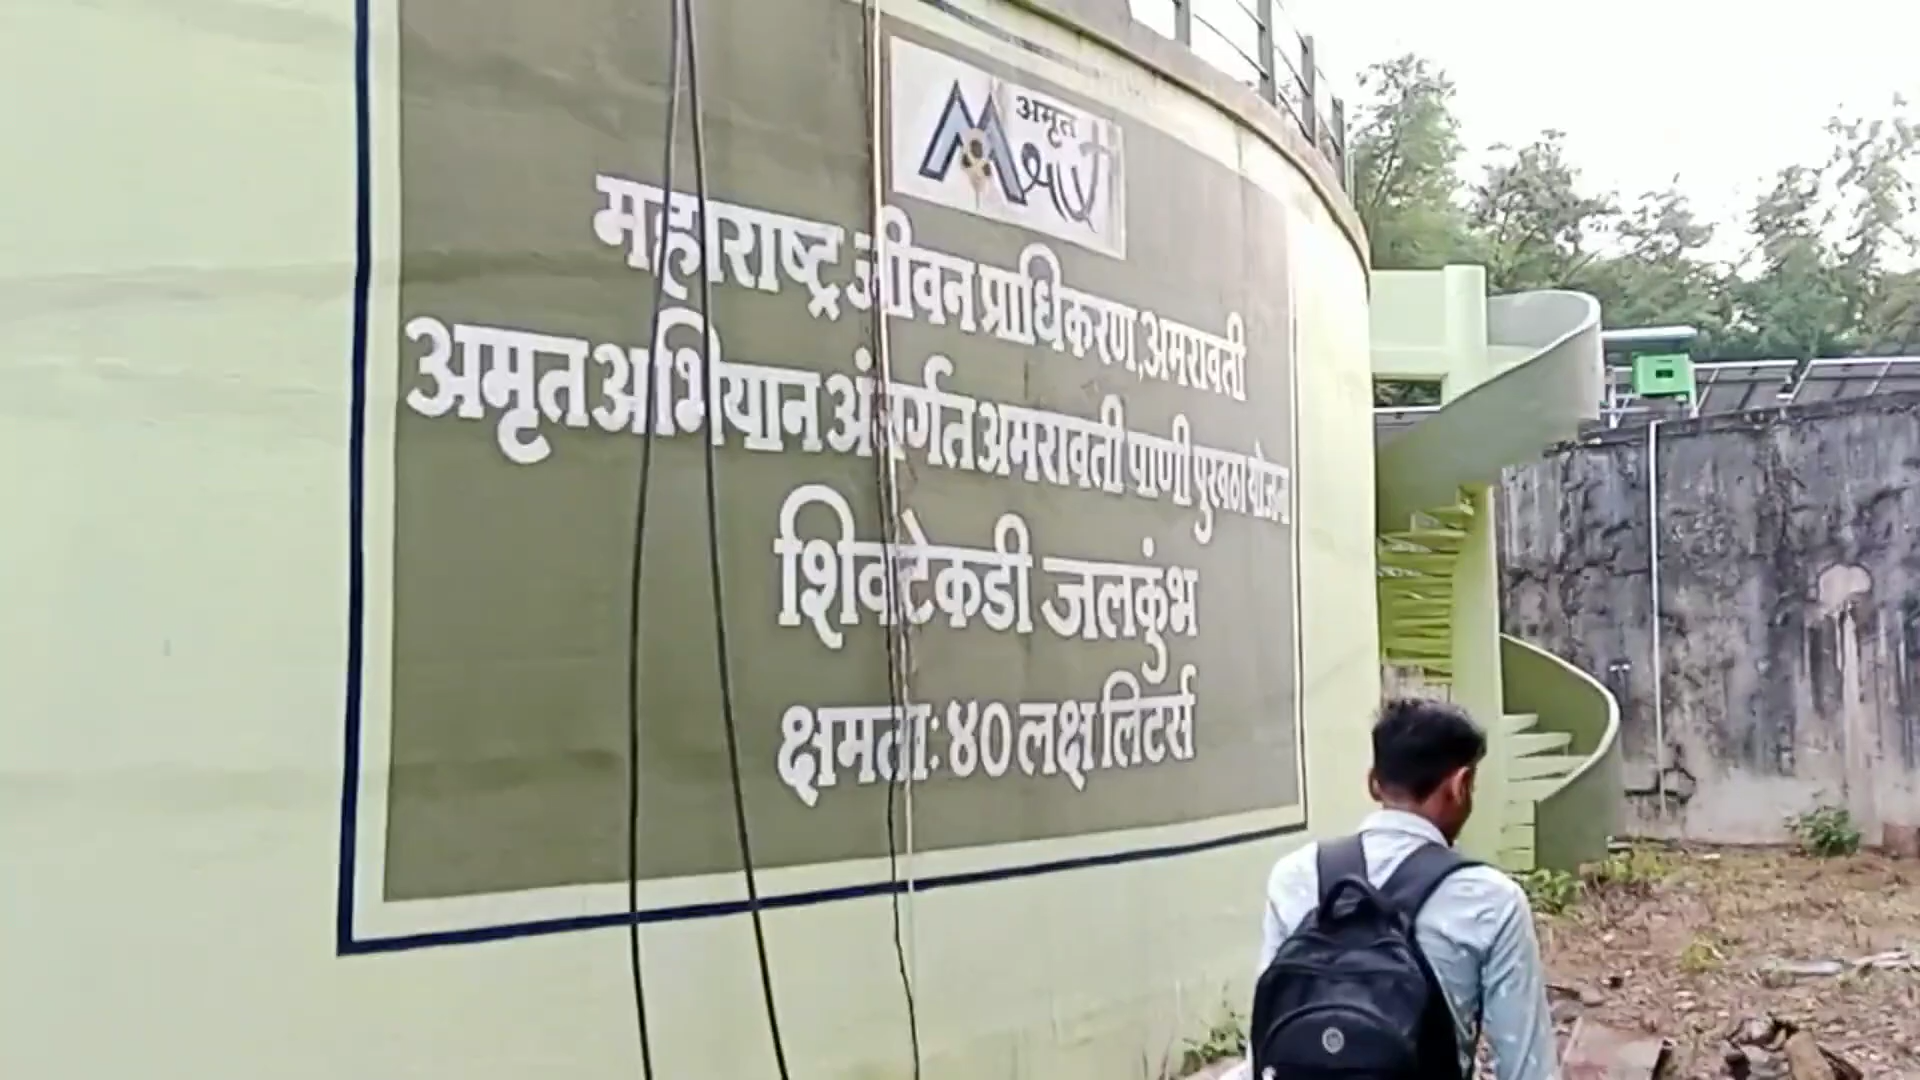 अमृत
महाराष्ट्र जीवन प्राधिकरण,अमरावती
अमृत अभियान अंतर्गत अमरावती पाणी पुरवठा योजना
शिवटेकडी जलकुंभ
क्षमता: ४० लक्ष लिटर्स